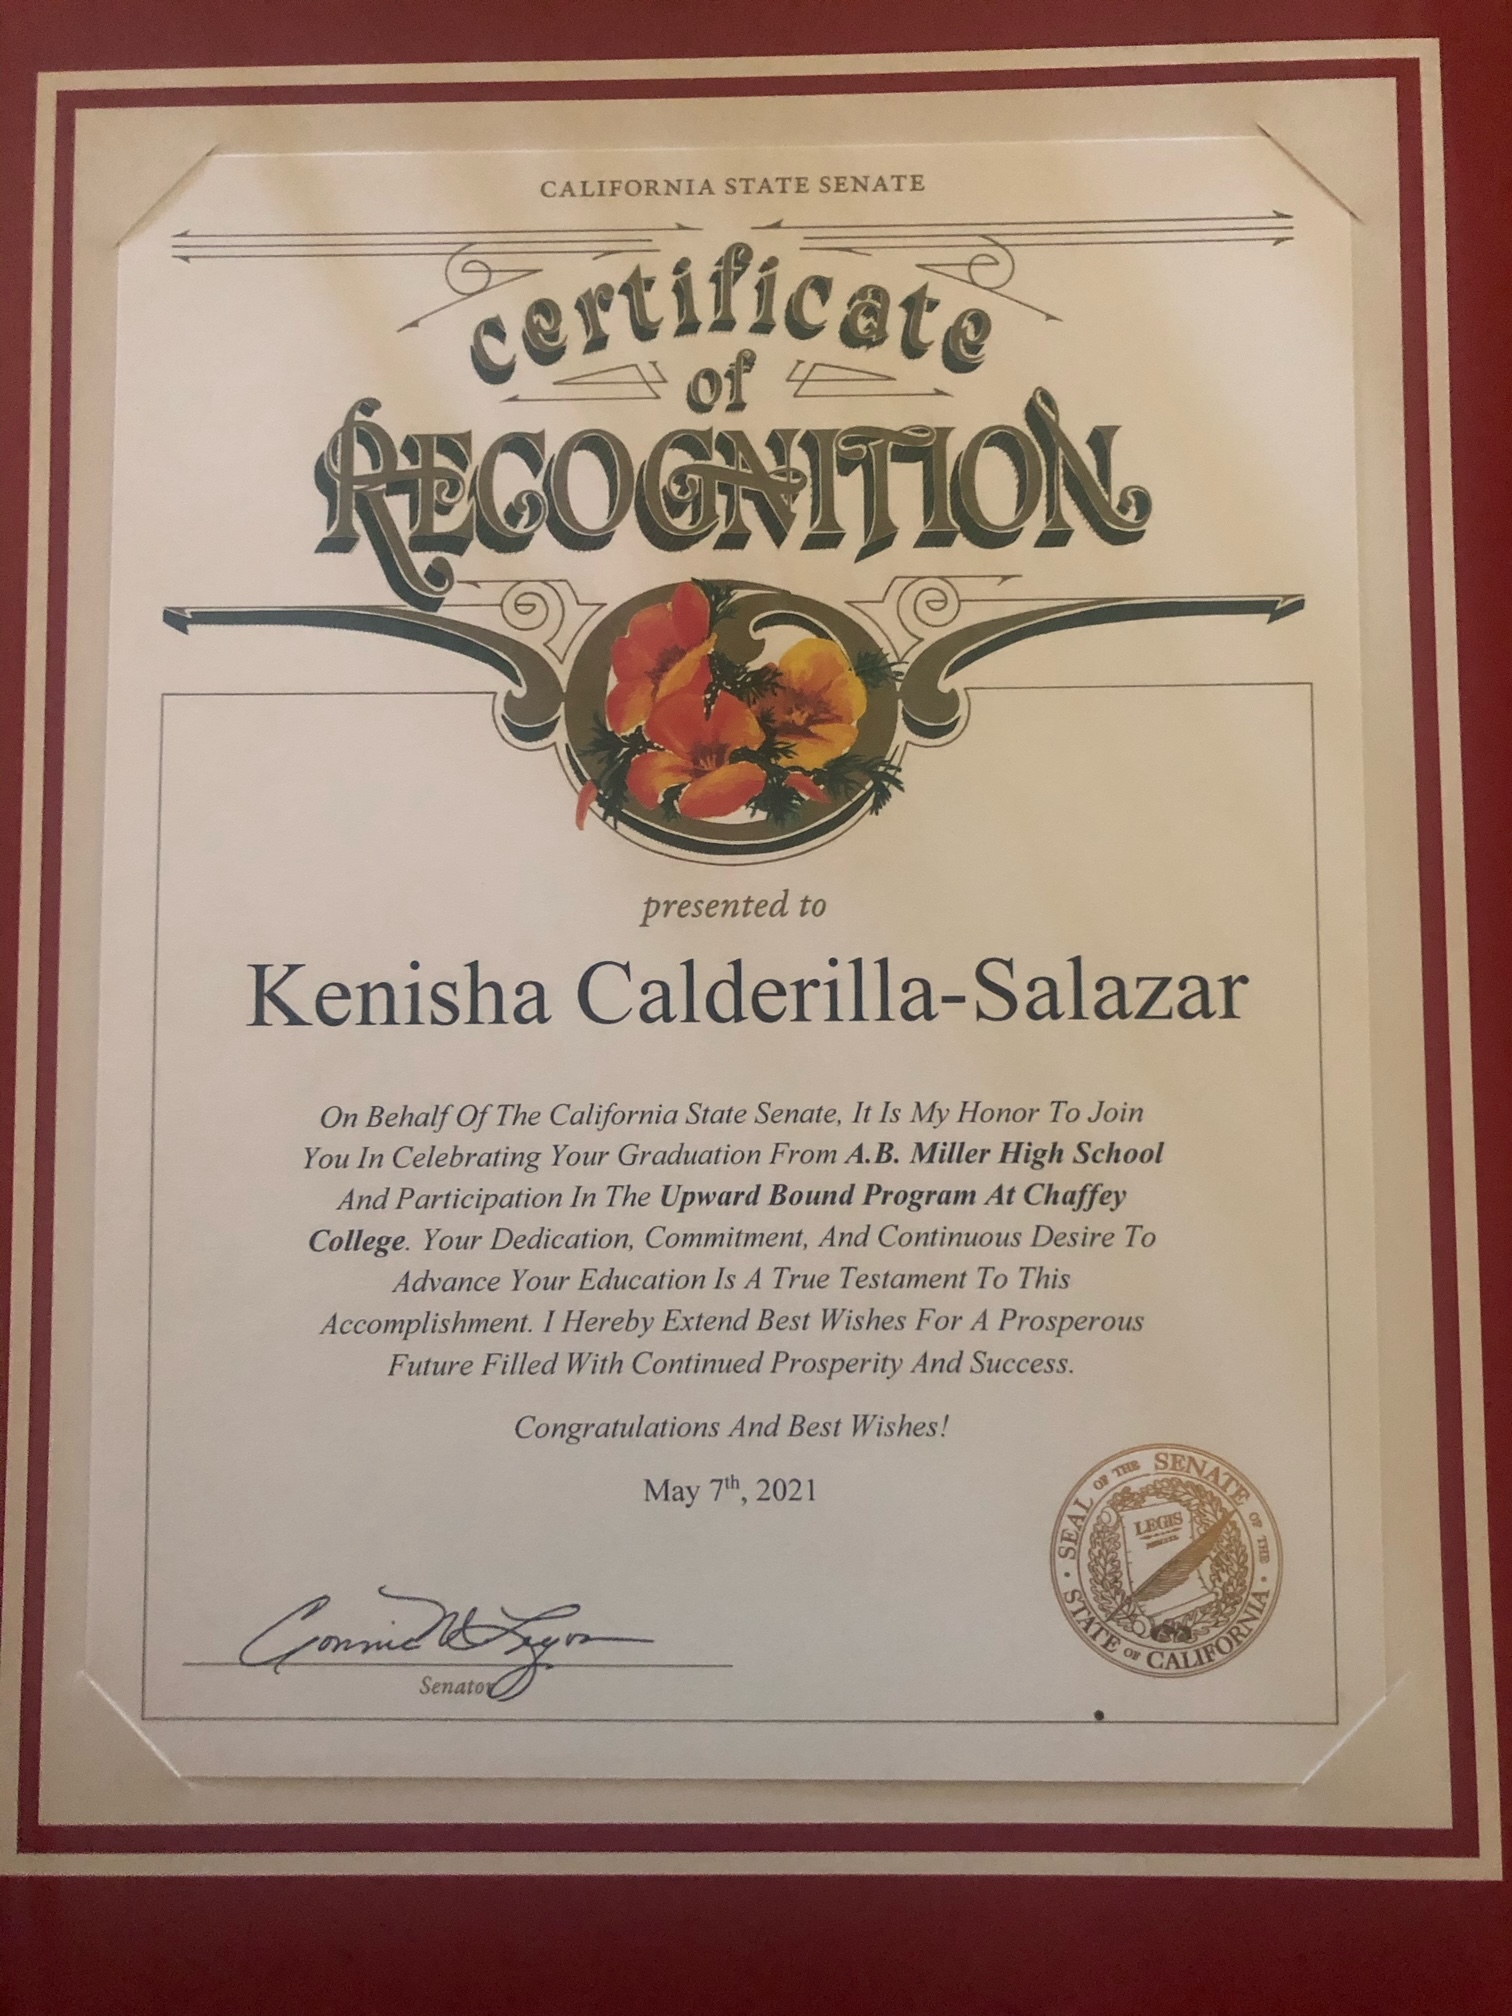 CALIFORNIA STATE SENATE
certificate
of
RECOGNITION
presented to
Kenisha Calderilla-Salazar
On Behalf Of The California State Senate, It Is My Honor To Join
You In Celebrating Your Graduation From A.B. Miller High School
And Participation In The Upward Bound Program At Chaffey
College. Your Dedication, Commitment, And Continuous Desire To
Advance Your Education Is A True Testament To This
Accomplishment. I Hereby Extend Best Wishes For A Prosperous
Future Filled With Continued Prosperity And Success.
Congratulations And Best Wishes!
May 7th, 2021
SEAL OF THE SENATE OF THE
STATE OF CALIFORNIA
LEGIS
Connie M. Leyva
Senator